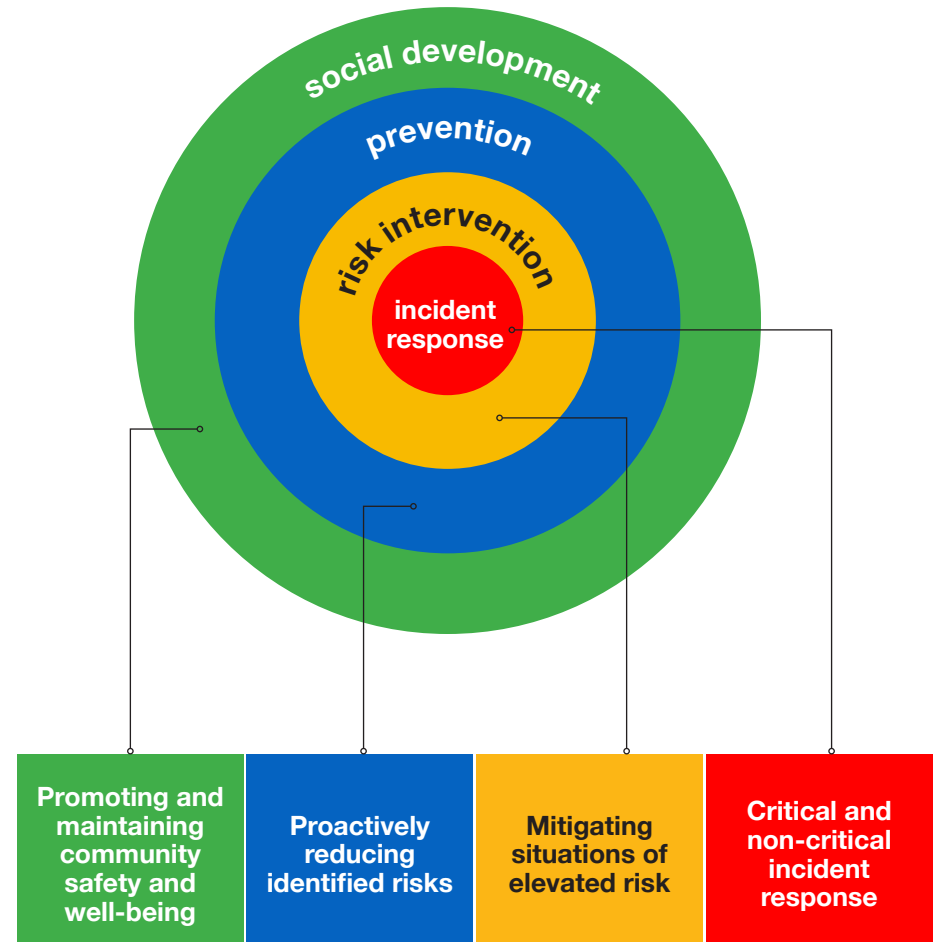 social development
prevention
risk intervention
incident
response
Promoting and
maintaining
community
safety and
well-being
Proactively
reducing
identified risks
Mitigating
situations of
elevated risk
Critical and
non-critical
incident
response